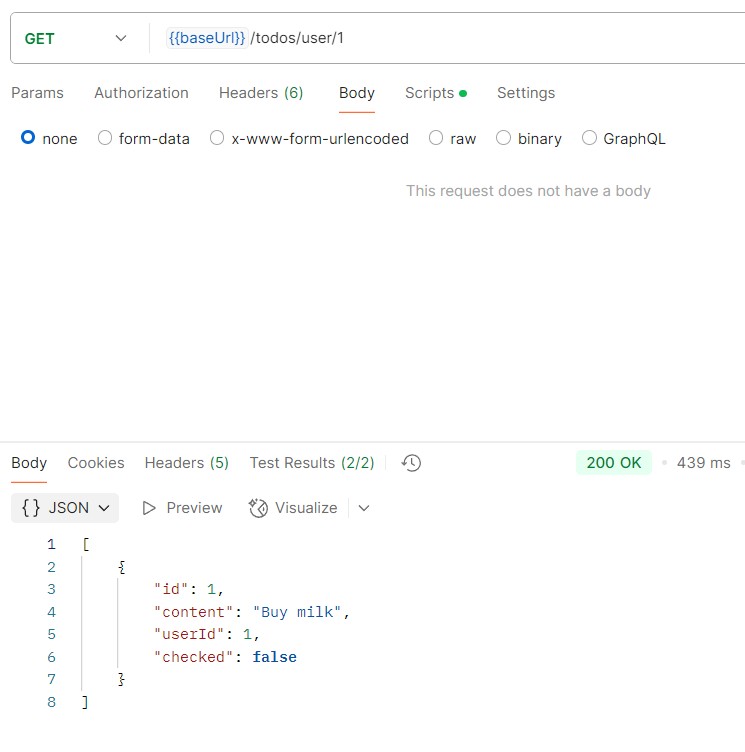 GET {{baseUrl}} /todos/user/1
Params Authorization Headers (6) Body Scripts Settings
none form-data x-www-form-urlencoded raw binary GraphQL
This request does not have a body
Body Cookies Headers (5) Test Results (2/2) 200 OK 439 ms
{} JSON Preview Visualize
1 [
2 {
3 "id": 1,
4 "content": "Buy milk",
5 "userId": 1,
6 "checked": false
7 }
8 ]